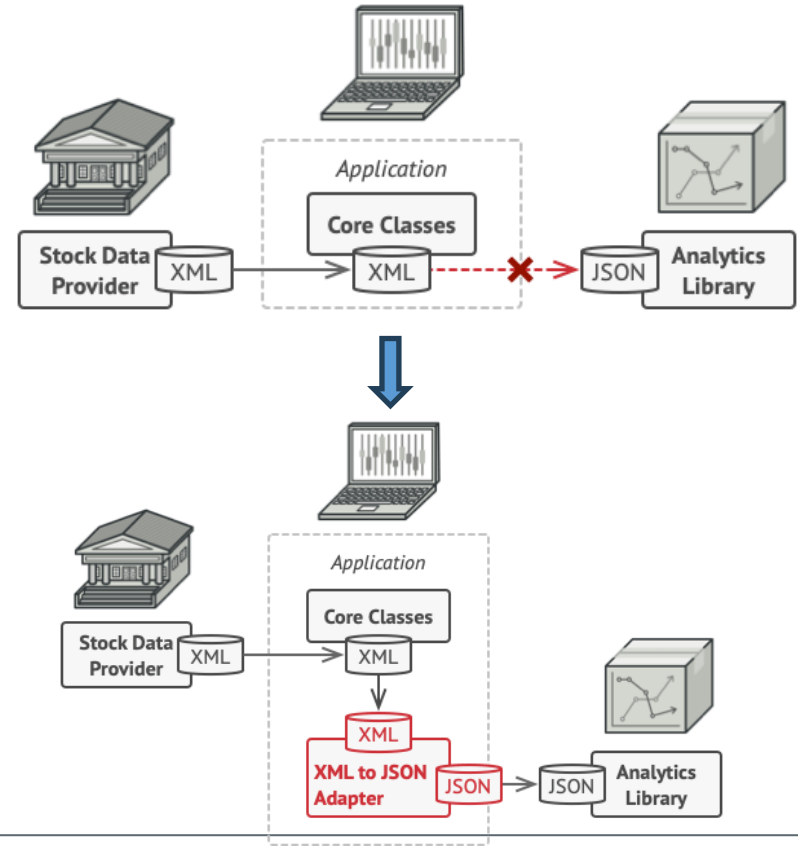 Application
Core Classes
Stock Data
Provider
XML
XML
JSON
Analytics
Library
Application
Core Classes
Stock Data
Provider
XML
XML
XML
XML to JSON
Adapter
JSON
JSON
Analytics
Library